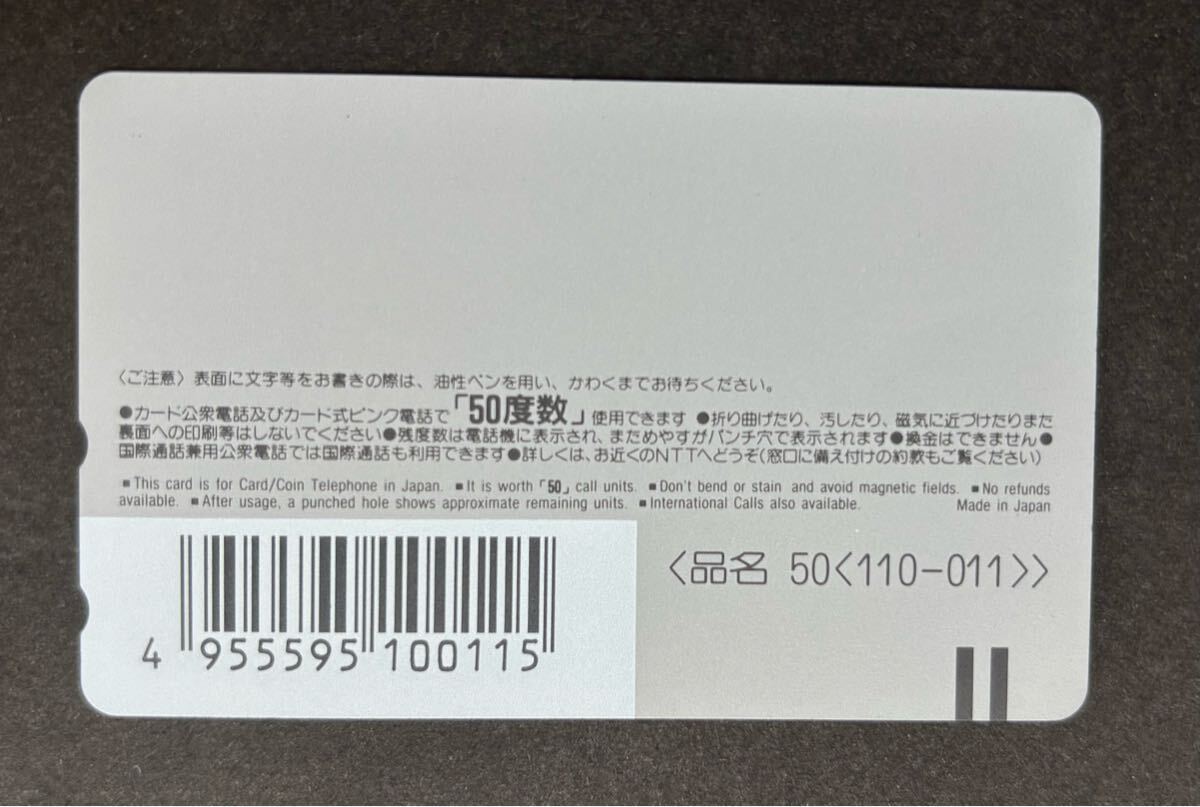 〈ご注意〉表面に文字等をお書きの際は、油性ペンを用い、かわくまでお待ちください。
●カード公衆電話及びカード式ピンク電話で「50度数」使用できます ●折り曲げたり、汚したり、磁気に近づけたりまた
裏面への印刷等はしないでください●残度数は電話機に表示され、まためやすがパンチ穴で表示されます●換金はできません●
国際通話兼用公衆電話では国際通話も利用できます●詳しくは、お近くのNTTへどうぞ(窓口に備え付けの約款もご覧ください)
■This card is for Card/Coin Telephone in Japan. ■It is worth「50」call units. ■Don't bend or stain and avoid magnetic fields. ■No refunds
available. ■After usage, a punched hole shows approximate remaining units. ■International Calls also available. Made in Japan
〈品名 50〈110-011〉〉
4 955595 100115